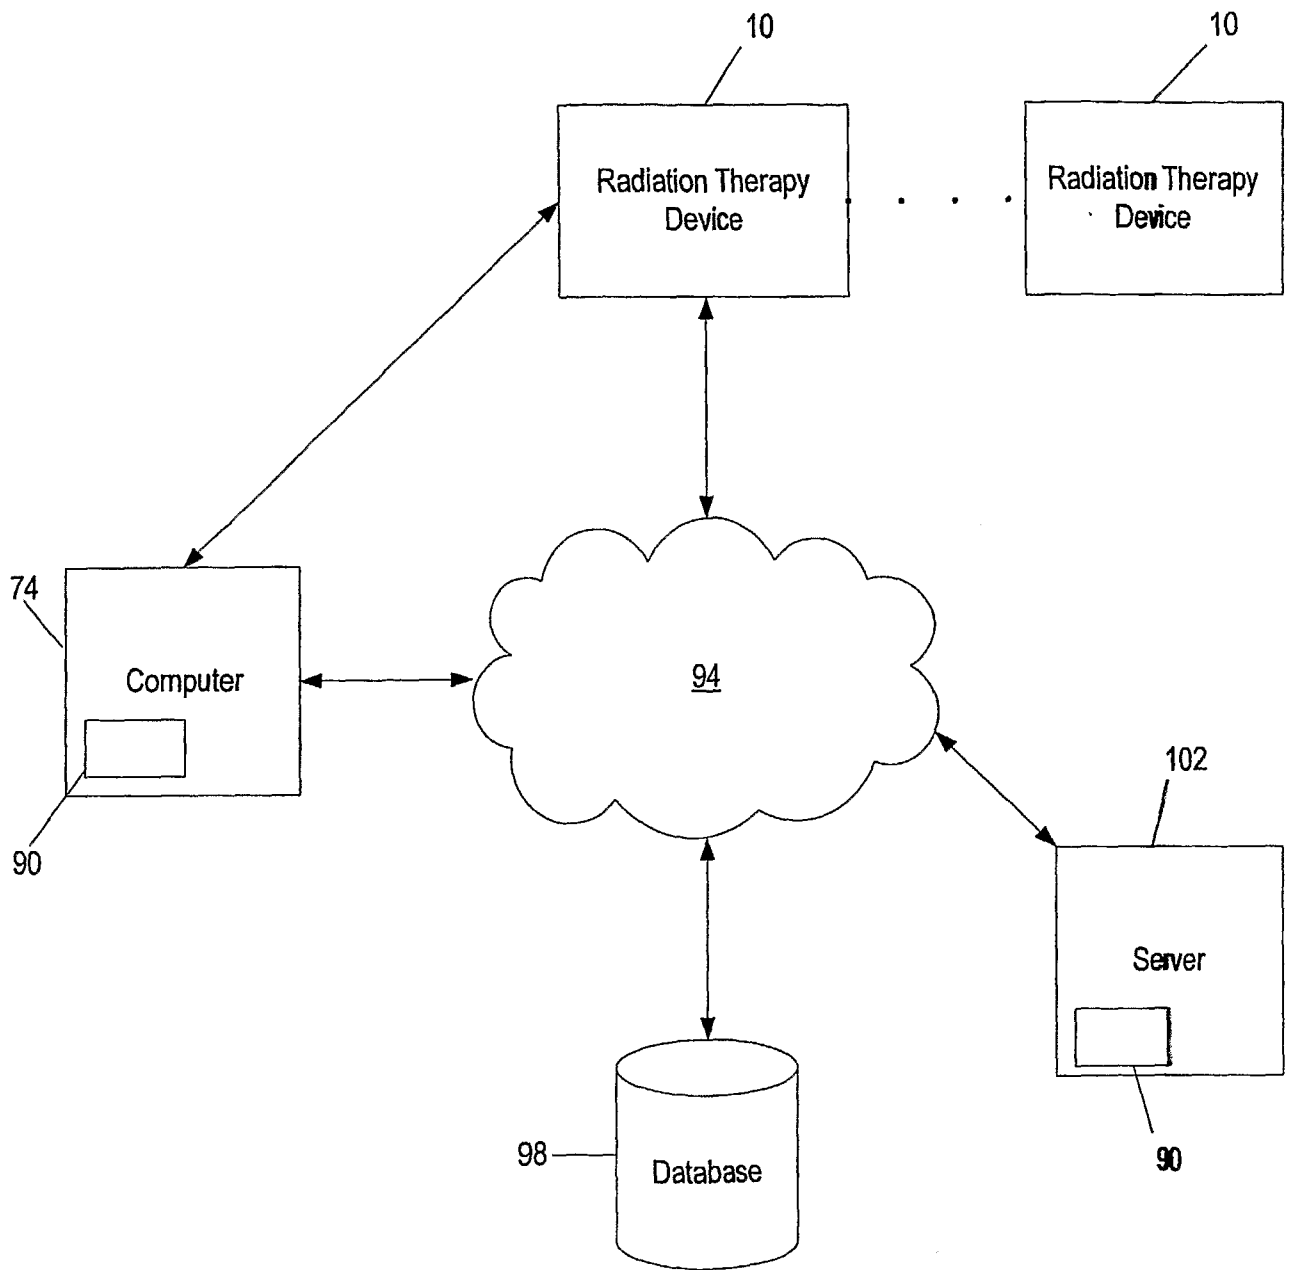 10
10
Radiation Therapy
Device
Radiation Therapy
Device
74
Computer
94
90
102
Server
98
Database
90